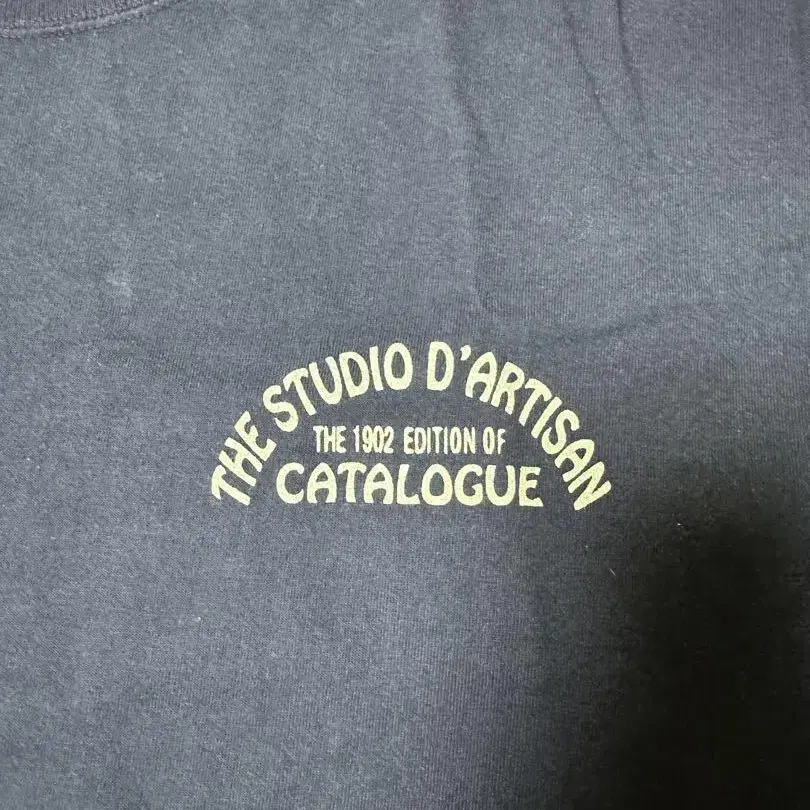 THE STUDIO D'ARTISAN
THE 1902 EDITION OF
CATALOGUE